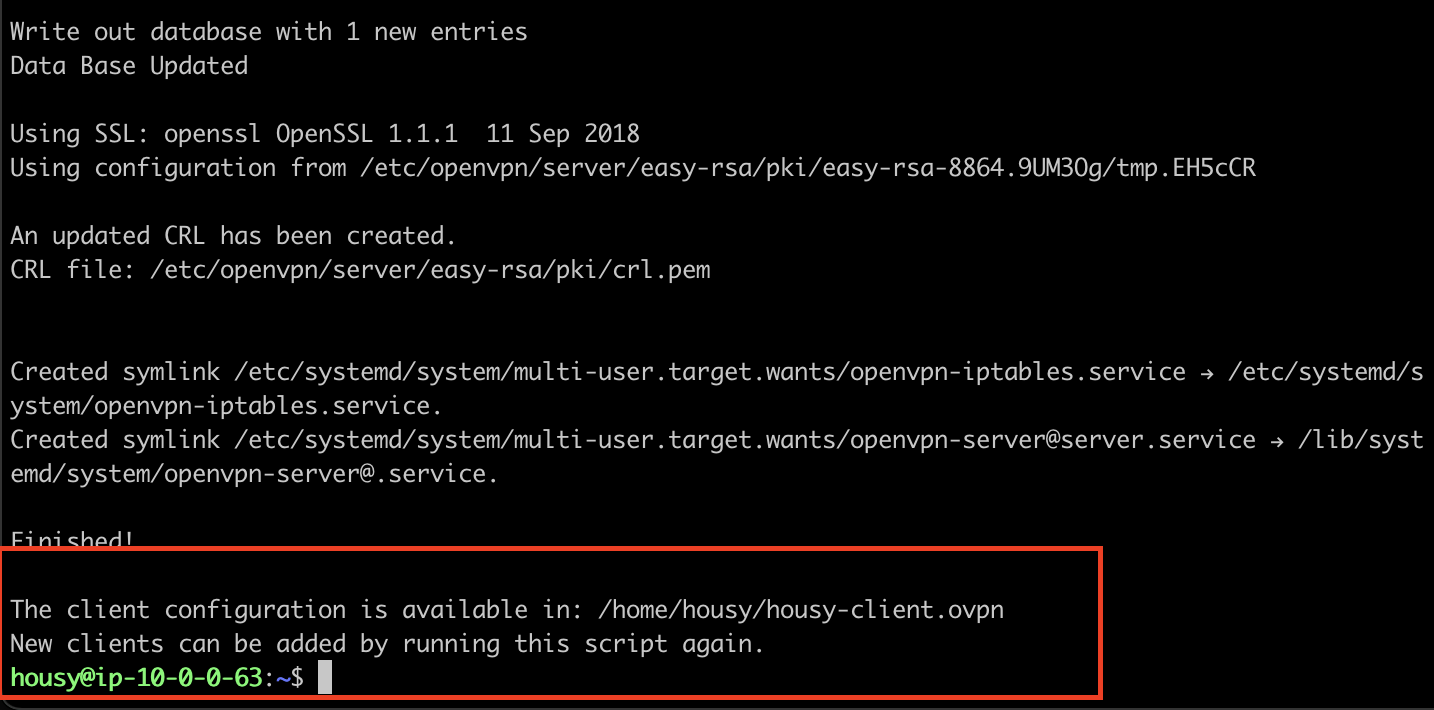 Write out database with 1 new entries
Data Base Updated
Using SSL: openssl OpenSSL 1.1.1  11 Sep 2018
Using configuration from /etc/openvpn/server/easy-rsa/pki/easy-rsa-8864.9UM3Og/tmp.EH5cCR
An updated CRL has been created.
CRL file: /etc/openvpn/server/easy-rsa/pki/crl.pem
Created symlink /etc/systemd/system/multi-user.target.wants/openvpn-iptables.service → /etc/systemd/s
ystem/openvpn-iptables.service.
Created symlink /etc/systemd/system/multi-user.target.wants/openvpn-server@server.service → /lib/syst
emd/system/openvpn-server@.service.
Finished!
The client configuration is available in: /home/housy/housy-client.ovpn
New clients can be added by running this script again.
housy@ip-10-0-0-63:~$